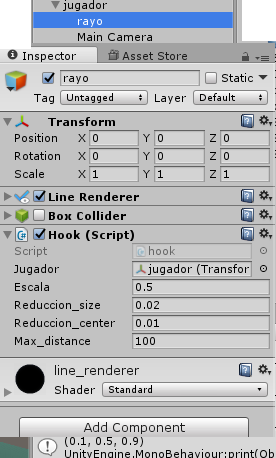 jugador
rayo
Main Camera
Inspector Asset Store
rayo Static
Tag Untagged Layer Default
Transform
Position X 0 Y 0 Z 0
Rotation X 0 Y 0 Z 0
Scale X 1 Y 1 Z 1
Line Renderer
Box Collider
Hook (Script)
Script hook
Jugador jugador (Transfor
Escala 0.5
Reduccion_size 0.02
Reduccion_center 0.01
Max_distance 100
line_renderer
Shader Standard
Add Component
(0.1, 0.5, 0.9)
UnityEngine.MonoBehaviour:print(Ob